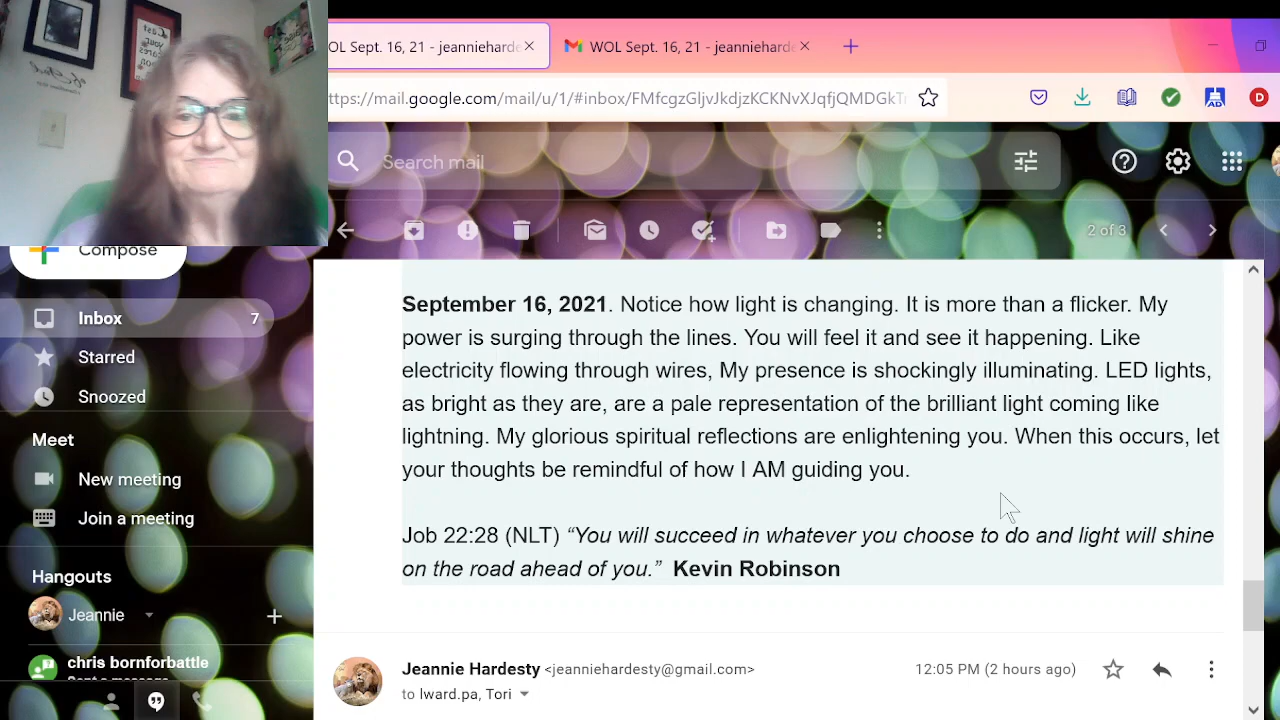 OL Sept. 16, 21 - jeanniehard
WOL Sept. 16, 21 - jeanniehard
ttps://mail.google.com/mail/u/1/#inbox/
Search mail
AD
D
2 of 3
Compose
Inbox 7
Starred
Snoozed
Meet
New meeting
Join a meeting
Hangouts
Jeannie
chris bornforbattle
September 16, 2021. Notice how light is changing. It is more than a flicker. My
power is surging through the lines. You will feel it and see it happening. Like
electricity flowing through wires, My presence is shockingly illuminating. LED lights,
as bright as they are, are a pale representation of the brilliant light coming like
lightning. My glorious spiritual reflections are enlightening you. When this occurs, let
your thoughts be remindful of how I AM guiding you.
Job 22:28 (NLT) “You will succeed in whatever you choose to do and light will shine
on the road ahead of you.” Kevin Robinson
Jeannie Hardesty <jeanniehardesty@gmail.com> 12:05 PM (2 hours ago)
to lward.pa, Tori